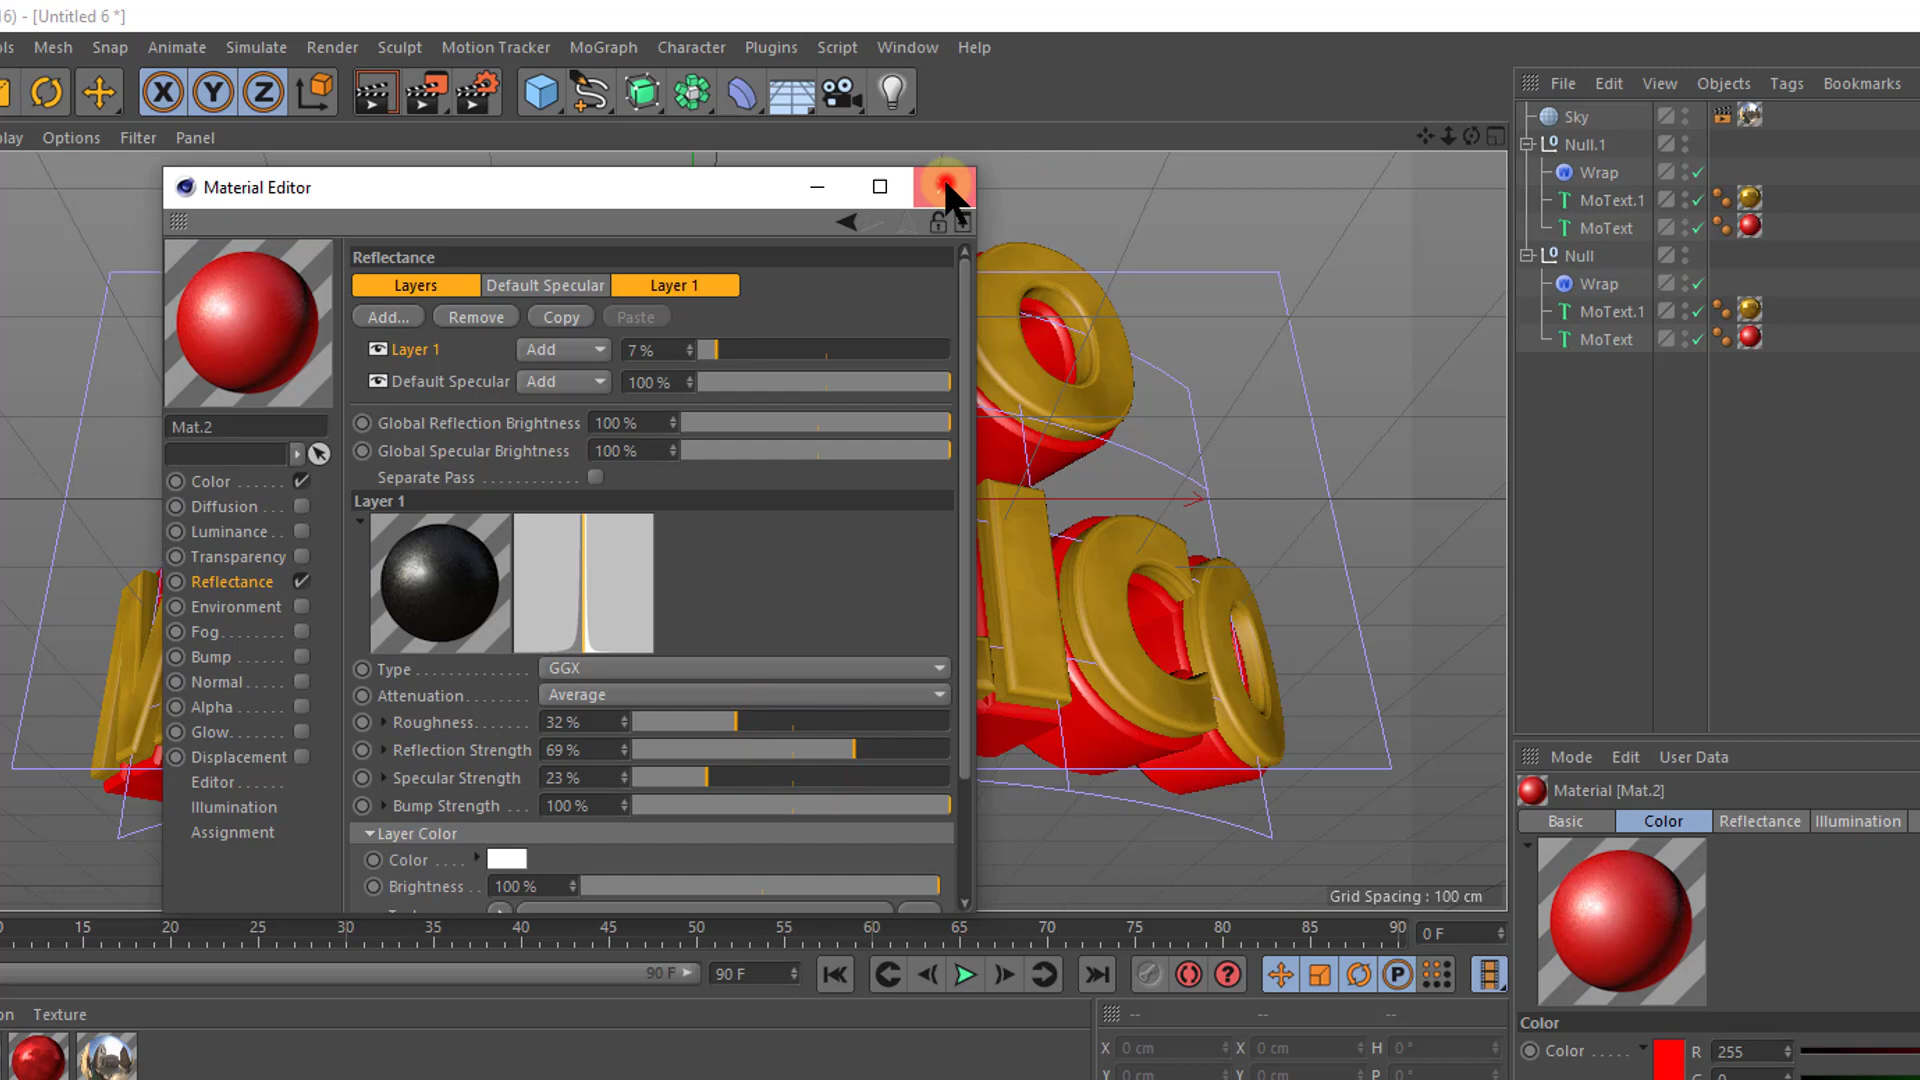 16) - [Untitled 6 *]
ols Mesh Snap Animate Simulate Render Sculpt Motion Tracker MoGraph Character Plugins Script Window Help
X Y Z
play Options Filter Panel
File Edit View Objects Tags Bookmarks
Sky
Null.1
Wrap
MoText.1
MoText
Null
Wrap
MoText.1
MoText
Material Editor
Reflectance
Layers Default Specular Layer 1
Add... Remove Copy Paste
Layer 1 Add 7 %
Default Specular Add 100 %
Global Reflection Brightness 100 %
Global Specular Brightness 100 %
Separate Pass
Mat.2
Color
Diffusion
Luminance
Transparency
Reflectance
Environment
Fog
Bump
Normal
Alpha
Glow
Displacement
Editor
Illumination
Assignment
Layer 1
Type GGX
Attenuation Average
Roughness 32 %
Reflection Strength 69 %
Specular Strength 23 %
Bump Strength 100 %
Layer Color
Color
Brightness 100 %
Grid Spacing : 100 cm
15 20 25 30 35 40 45 50 55 60 65 70 75 80 85 90 0 F
90 F 90 F
P
on Texture
-- -- --
X 0 cm X 0 cm H 0 °
Y 0 cm Y 0 cm P 0 °
Mode Edit User Data
Material [Mat.2]
Basic Color Reflectance Illumination
Color
Color R 255